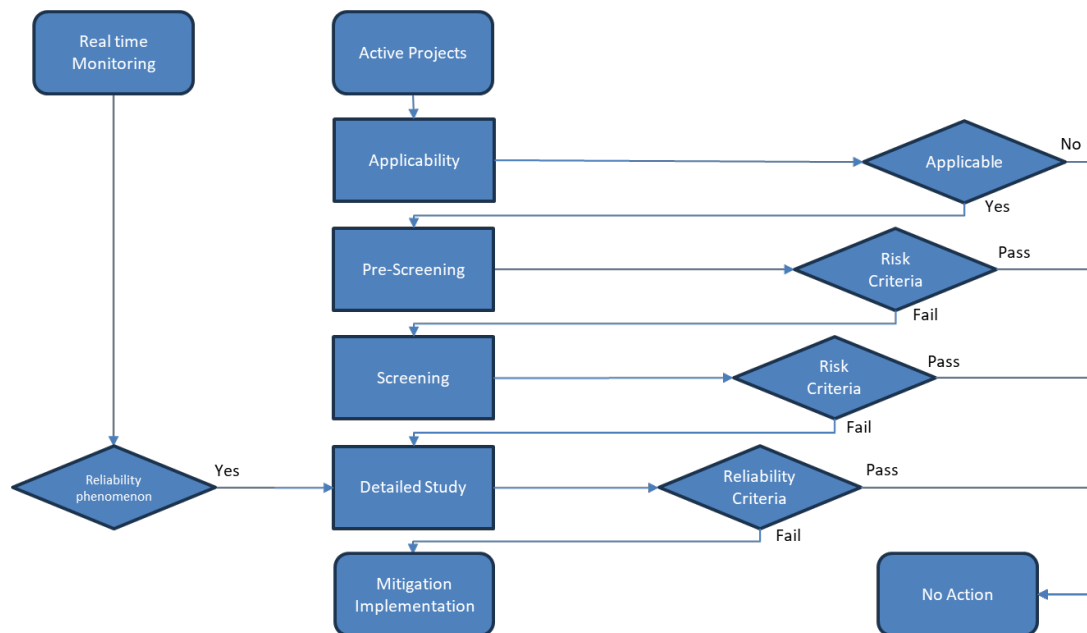 Real time
Monitoring
Active Projects
Applicability
Applicable
No
Yes
Pre-Screening
Risk
Criteria
Pass
Fail
Screening
Risk
Criteria
Pass
Fail
Reliability
phenomenon
Yes
Detailed Study
Reliability
Criteria
Pass
Fail
Mitigation
Implementation
No Action